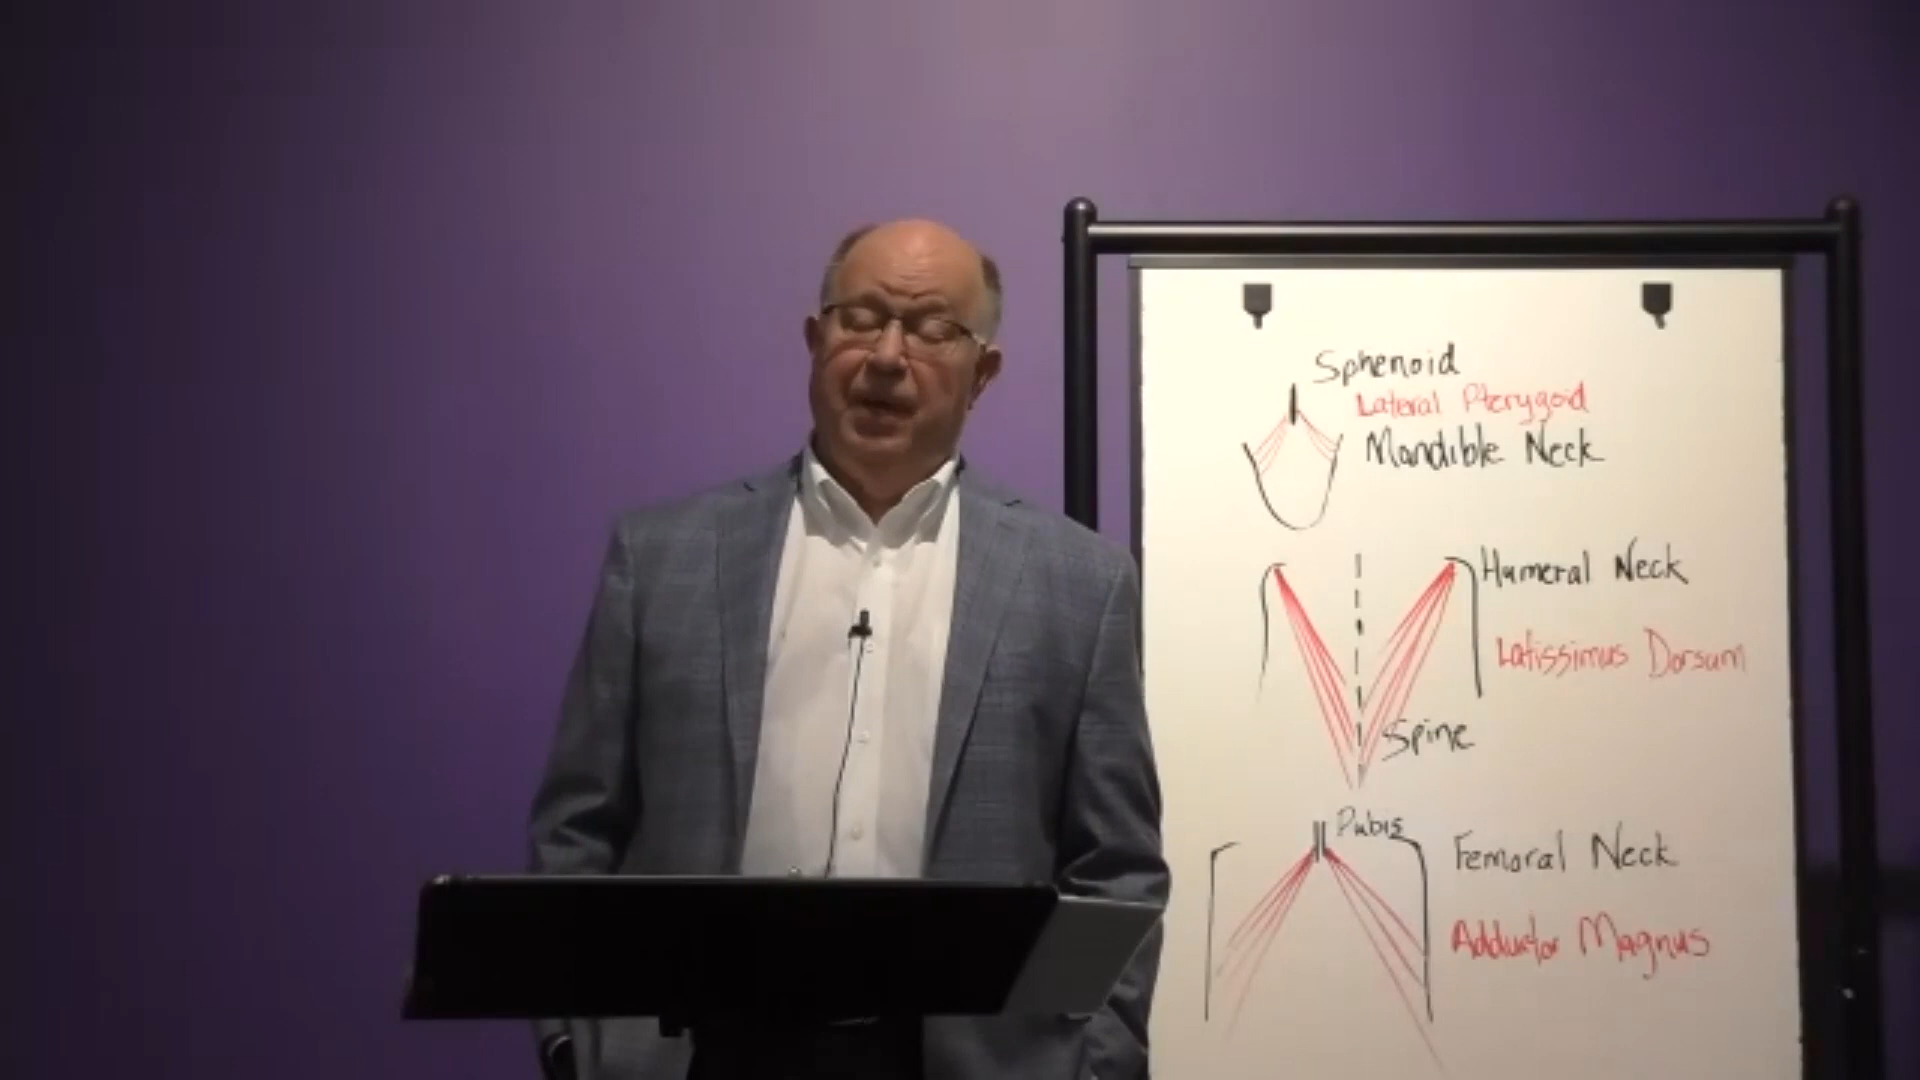 Sphenoid
Lateral Pterygoid
Mandible Neck
Humeral Neck
Latissimus Dorsum
Spine
Pubis
Femoral Neck
Adductor Magnus